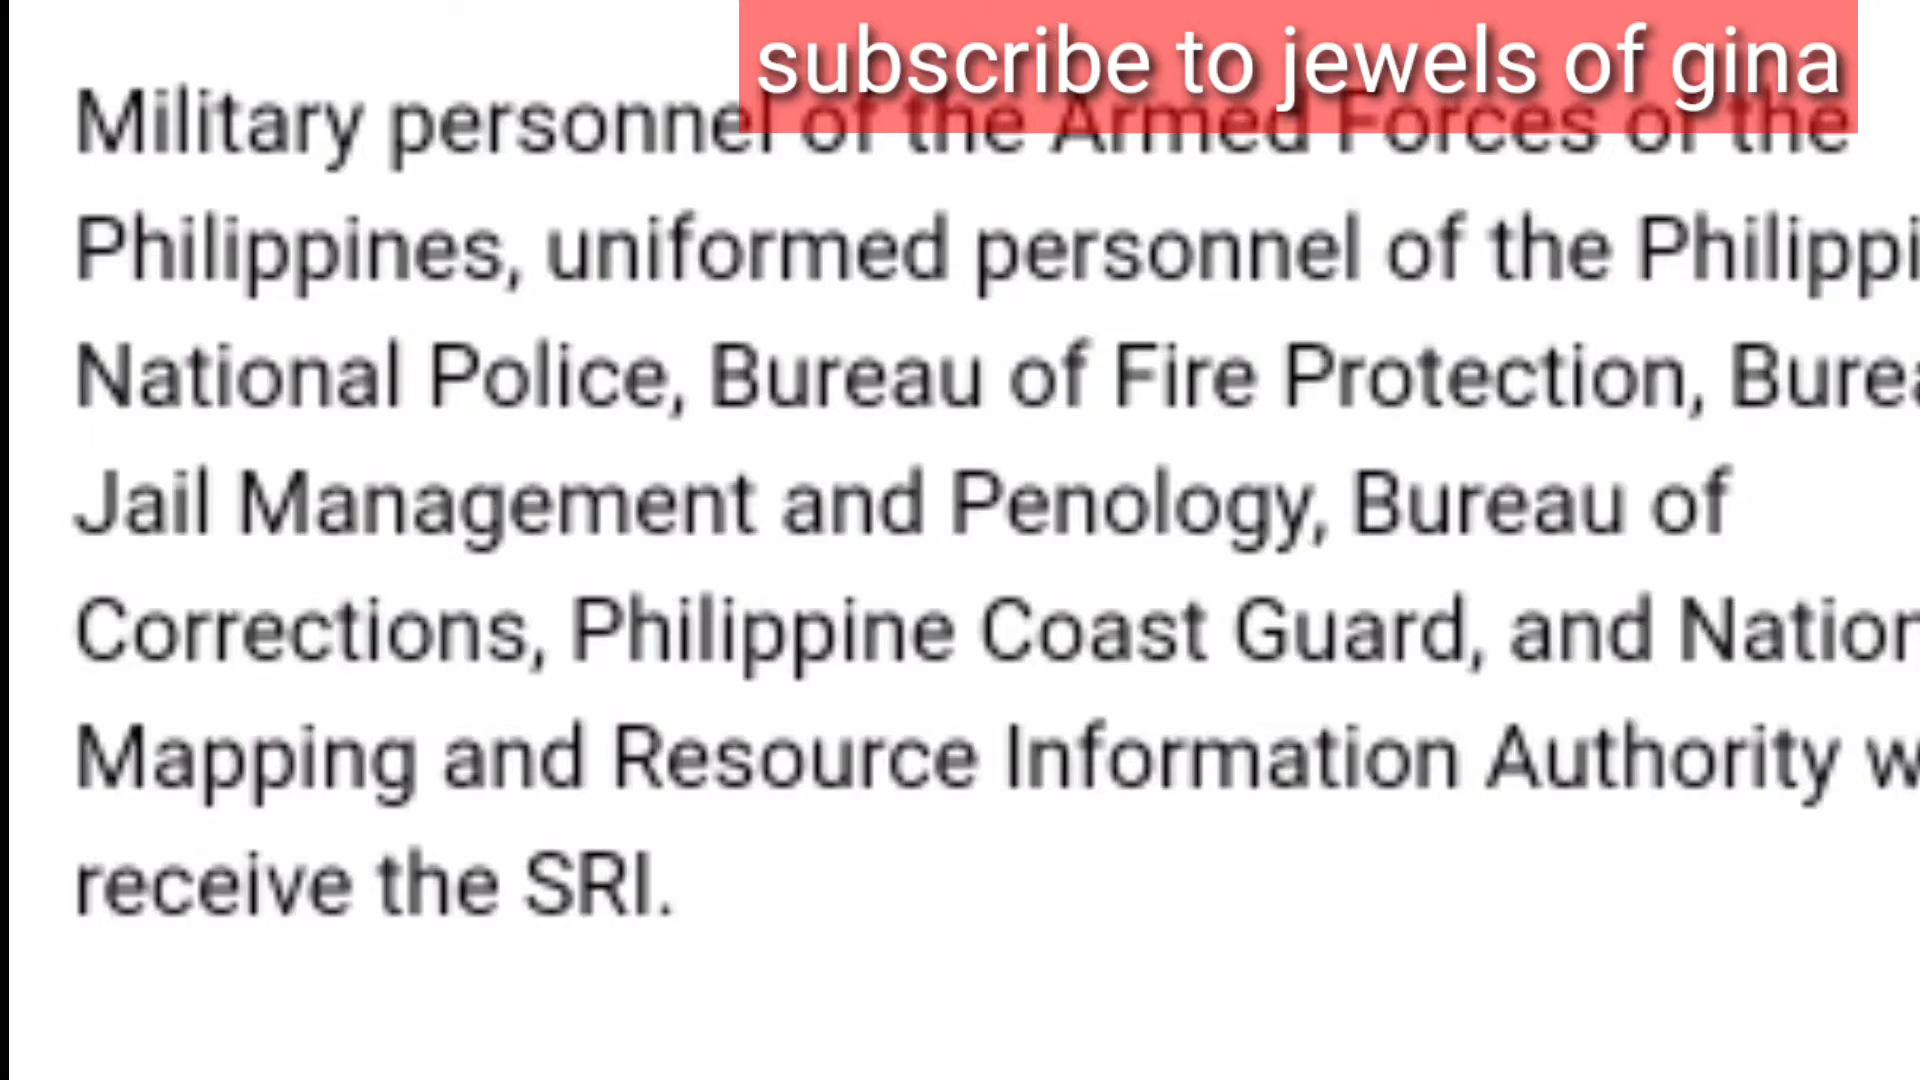 subscribe to jewels of gina
Military personnel of the Armed Forces of the
Philippines, uniformed personnel of the Philippi
National Police, Bureau of Fire Protection, Burea
Jail Management and Penology, Bureau of
Corrections, Philippine Coast Guard, and Nation
Mapping and Resource Information Authority w
receive the SRI.